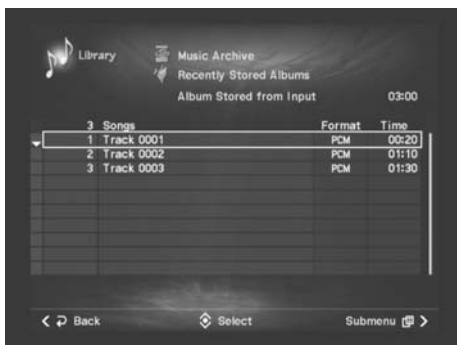 Library Music Archive
Recently Stored Albums
Album Stored from Input 03:00
3 Songs Format Time
1 Track 0001 PCM 00:20
2 Track 0002 PCM 01:10
3 Track 0003 PCM 01:30
Back Select Submenu